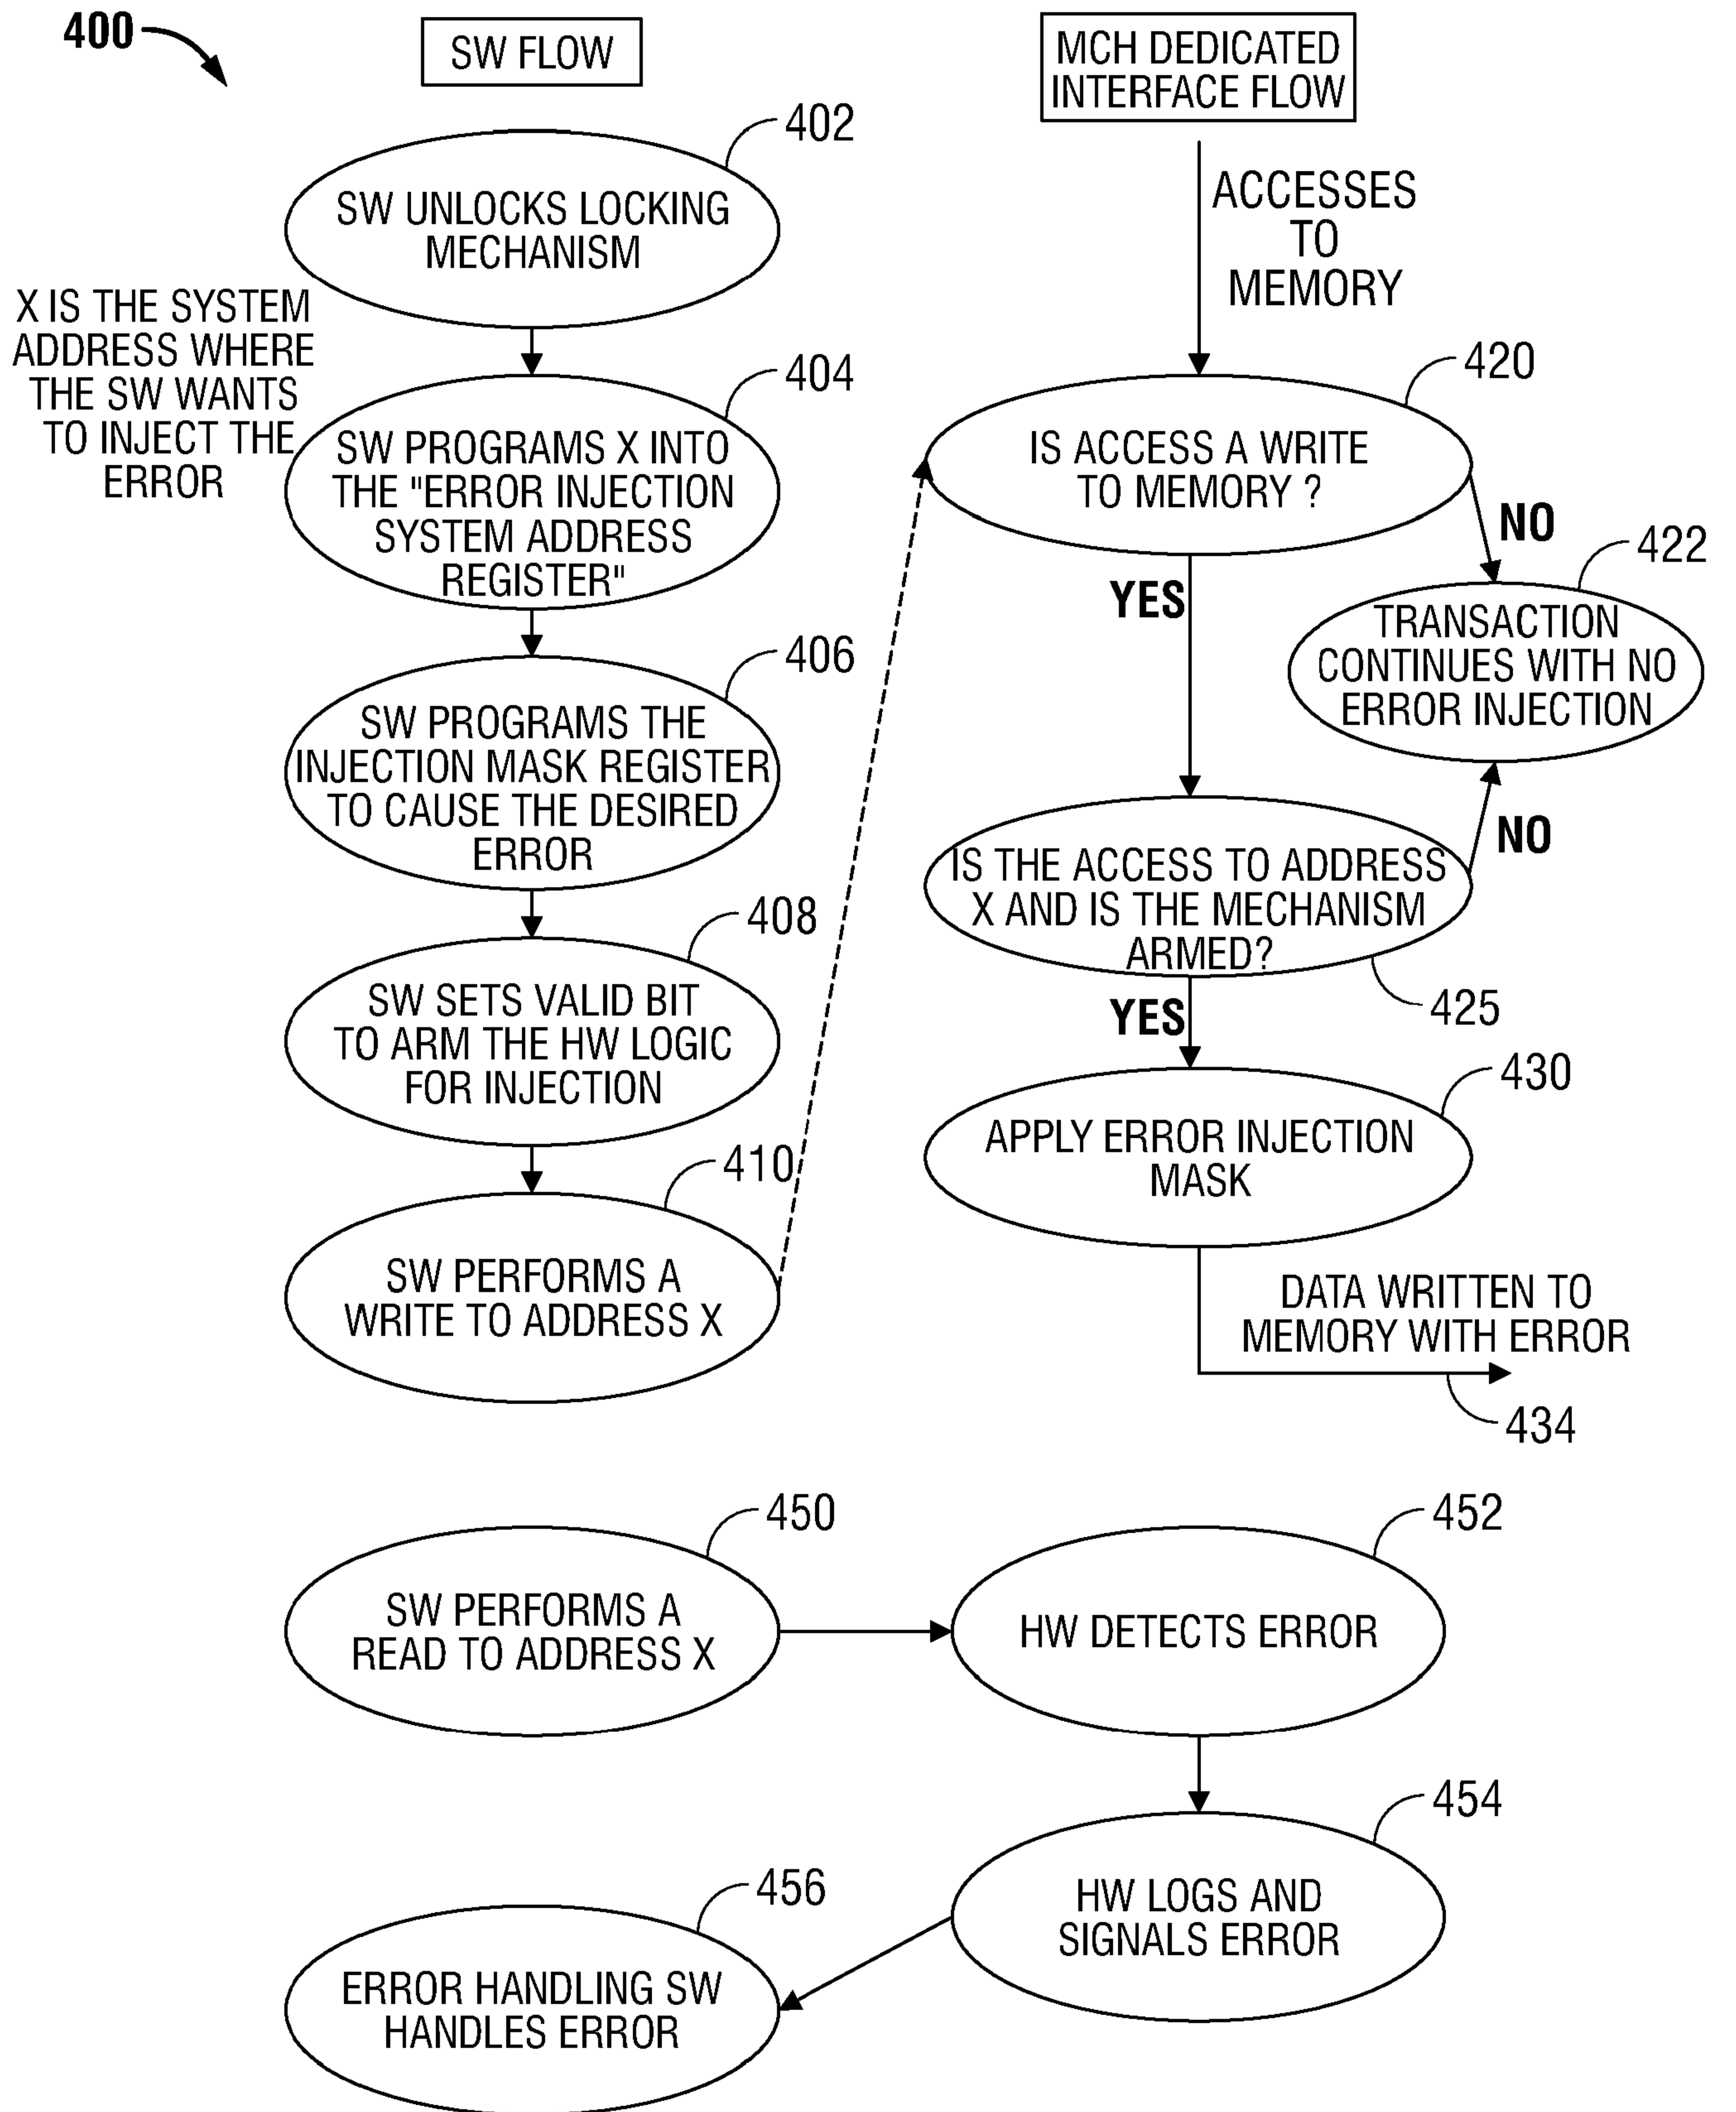 400
SW FLOW
402
SW UNLOCKS LOCKING
MECHANISM
X IS THE SYSTEM
ADDRESS WHERE
THE SW WANTS
TO INJECT THE
ERROR
404
SW PROGRAMS X INTO
THE "ERROR INJECTION
SYSTEM ADDRESS
REGISTER"
406
SW PROGRAMS THE
INJECTION MASK REGISTER
TO CAUSE THE DESIRED
ERROR
408
SW SETS VALID BIT
TO ARM THE HW LOGIC
FOR INJECTION
410
SW PERFORMS A
WRITE TO ADDRESS X
MCH DEDICATED
INTERFACE FLOW
ACCESSES
TO
MEMORY
420
IS ACCESS A WRITE
TO MEMORY ?
NO
422
TRANSACTION
CONTINUES WITH NO
ERROR INJECTION
YES
NO
IS THE ACCESS TO ADDRESS
X AND IS THE MECHANISM
ARMED?
425
YES
430
APPLY ERROR INJECTION
MASK
DATA WRITTEN TO
MEMORY WITH ERROR
434
450
SW PERFORMS A
READ TO ADDRESS X
452
HW DETECTS ERROR
454
HW LOGS AND
SIGNALS ERROR
456
ERROR HANDLING SW
HANDLES ERROR